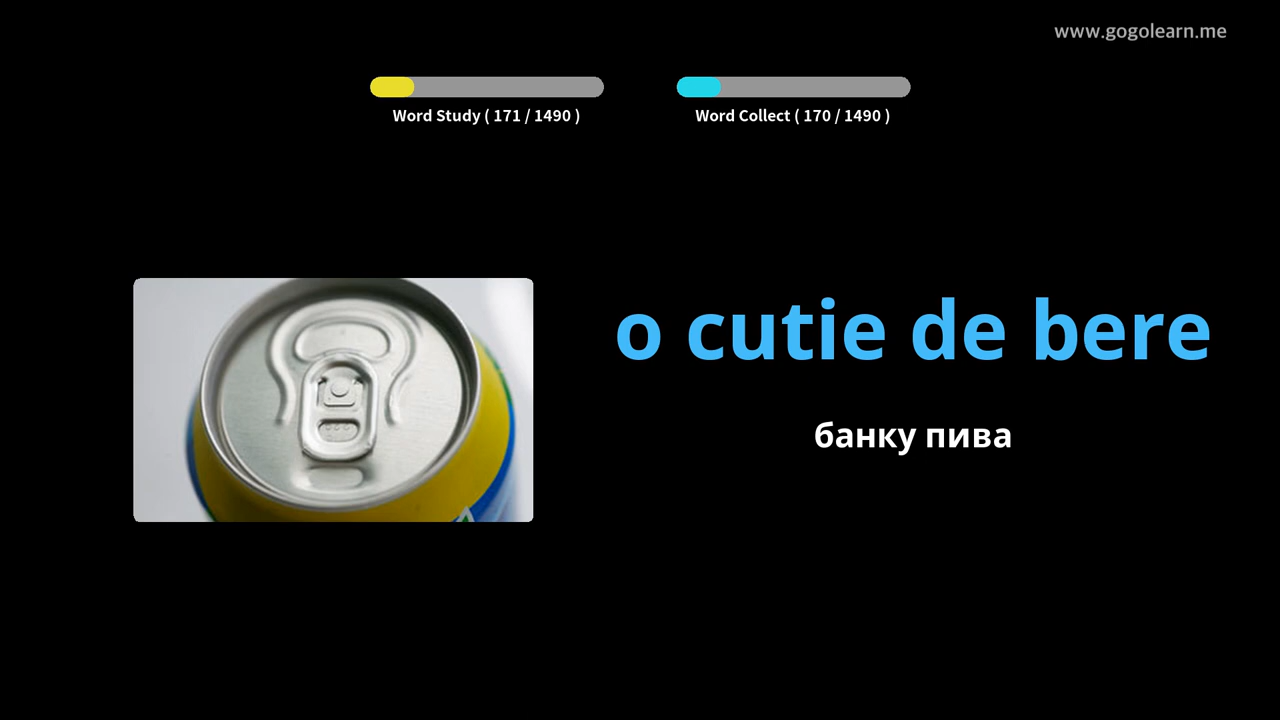 www.gogolearn.me
Word Study ( 171 / 1490 )
Word Collect ( 170 / 1490 )
o cutie de bere
банку пива